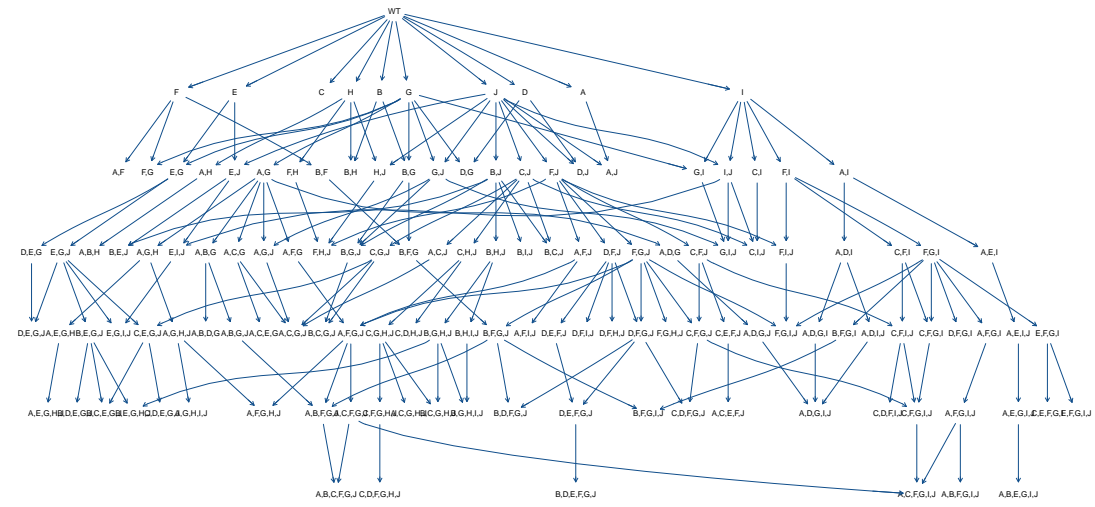 WT
F E C H B G J D A I
A,F F,G E,G A,H E,J A,G F,H B,F B,H H,J B,G G,J D,G B,J C,J F,J D,J A,J G,I I,J C,I F,I A,I
D,E,G E,G,J A,B,H B,E,J A,G,H E,I,J A,B,G A,C,G A,G,J A,F,G F,H,J B,G,J C,G,J B,F,G A,C,J C,H,J B,H,J B,I,J B,C,J A,F,J D,F,J F,G,J A,D,G C,F,J G,I,J C,I,J F,I,J A,D,I C,F,I F,G,I A,E,I
D,E,G,J A,E,G,H B,E,G,J E,G,I,J C,E,G,J A,G,H,J A,B,D,G A,B,G,J A,C,E,G A,C,G,J B,C,G,J A,F,G,J C,G,H,J C,D,H,J B,G,H,J B,H,I,J B,F,G,J A,F,I,J D,E,F,J D,F,I,J D,F,H,J D,F,G,J F,G,H,J C,F,G,J C,E,F,J A,D,G,J F,G,I,J A,D,G,I B,F,G,I A,D,I,J C,F,I,J C,F,G,I D,F,G,I A,F,G,I A,E,I,J E,F,G,I
A,F,G,H,J B,D,F,G,J D,E,F,G,J B,F,G,I,J C,D,F,G,J A,C,E,F,J A,D,G,I,J C,F,G,I,J A,F,G,I,J
A,B,C,F,G,J C,D,F,G,H,J B,D,E,F,G,J A,C,F,G,I,J A,B,F,G,I,J A,B,E,G,I,J